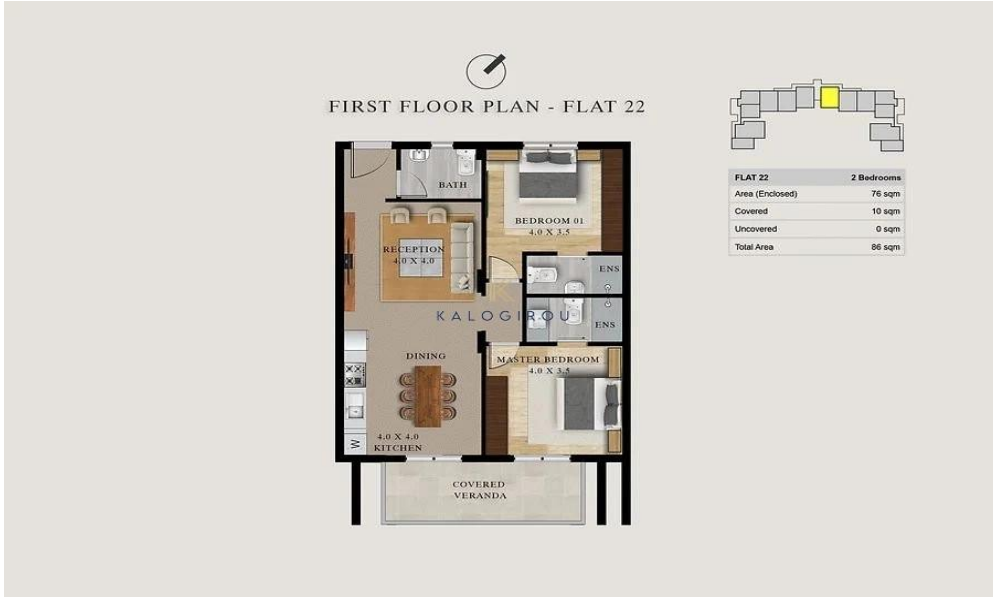 FIRST FLOOR PLAN - FLAT 22
FLAT 22 2 Bedrooms
Area (Enclosed) 76 sqm
Covered 10 sqm
Uncovered 0 sqm
Total Area 86 sqm
BATH
BEDROOM 01
4.0 X 3.5
RECEPTION
4.0 X 4.0
ENS
KALOGIROU
ENS
DINING
MASTER BEDROOM
4.0 X 3.5
4.0 X 4.0
KITCHEN
W
COVERED
VERANDA